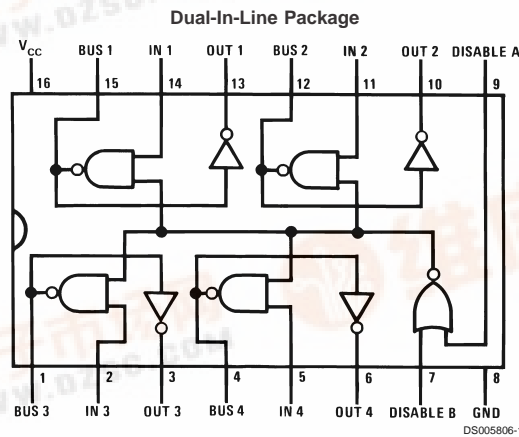 Dual-In-Line Package
VCC BUS 1 IN 1 OUT 1 BUS 2 IN 2 OUT 2 DISABLE A
16 15 14 13 12 11 10 9
1 2 3 4 5 6 7 8
BUS 3 IN 3 OUT 3 BUS 4 IN 4 OUT 4 DISABLE B GND
DS005806-1